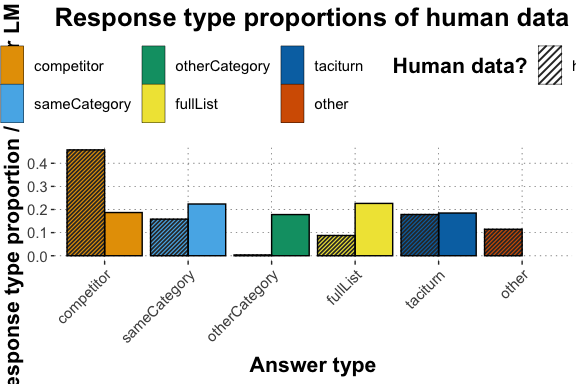 Response type proportions of human data
competitor otherCategory taciturn Human data?
sameCategory fullList other
response type proportion /
LM
0.4
0.3
0.2
0.1
0.0
competitor sameCategory otherCategory fullList taciturn other
Answer type